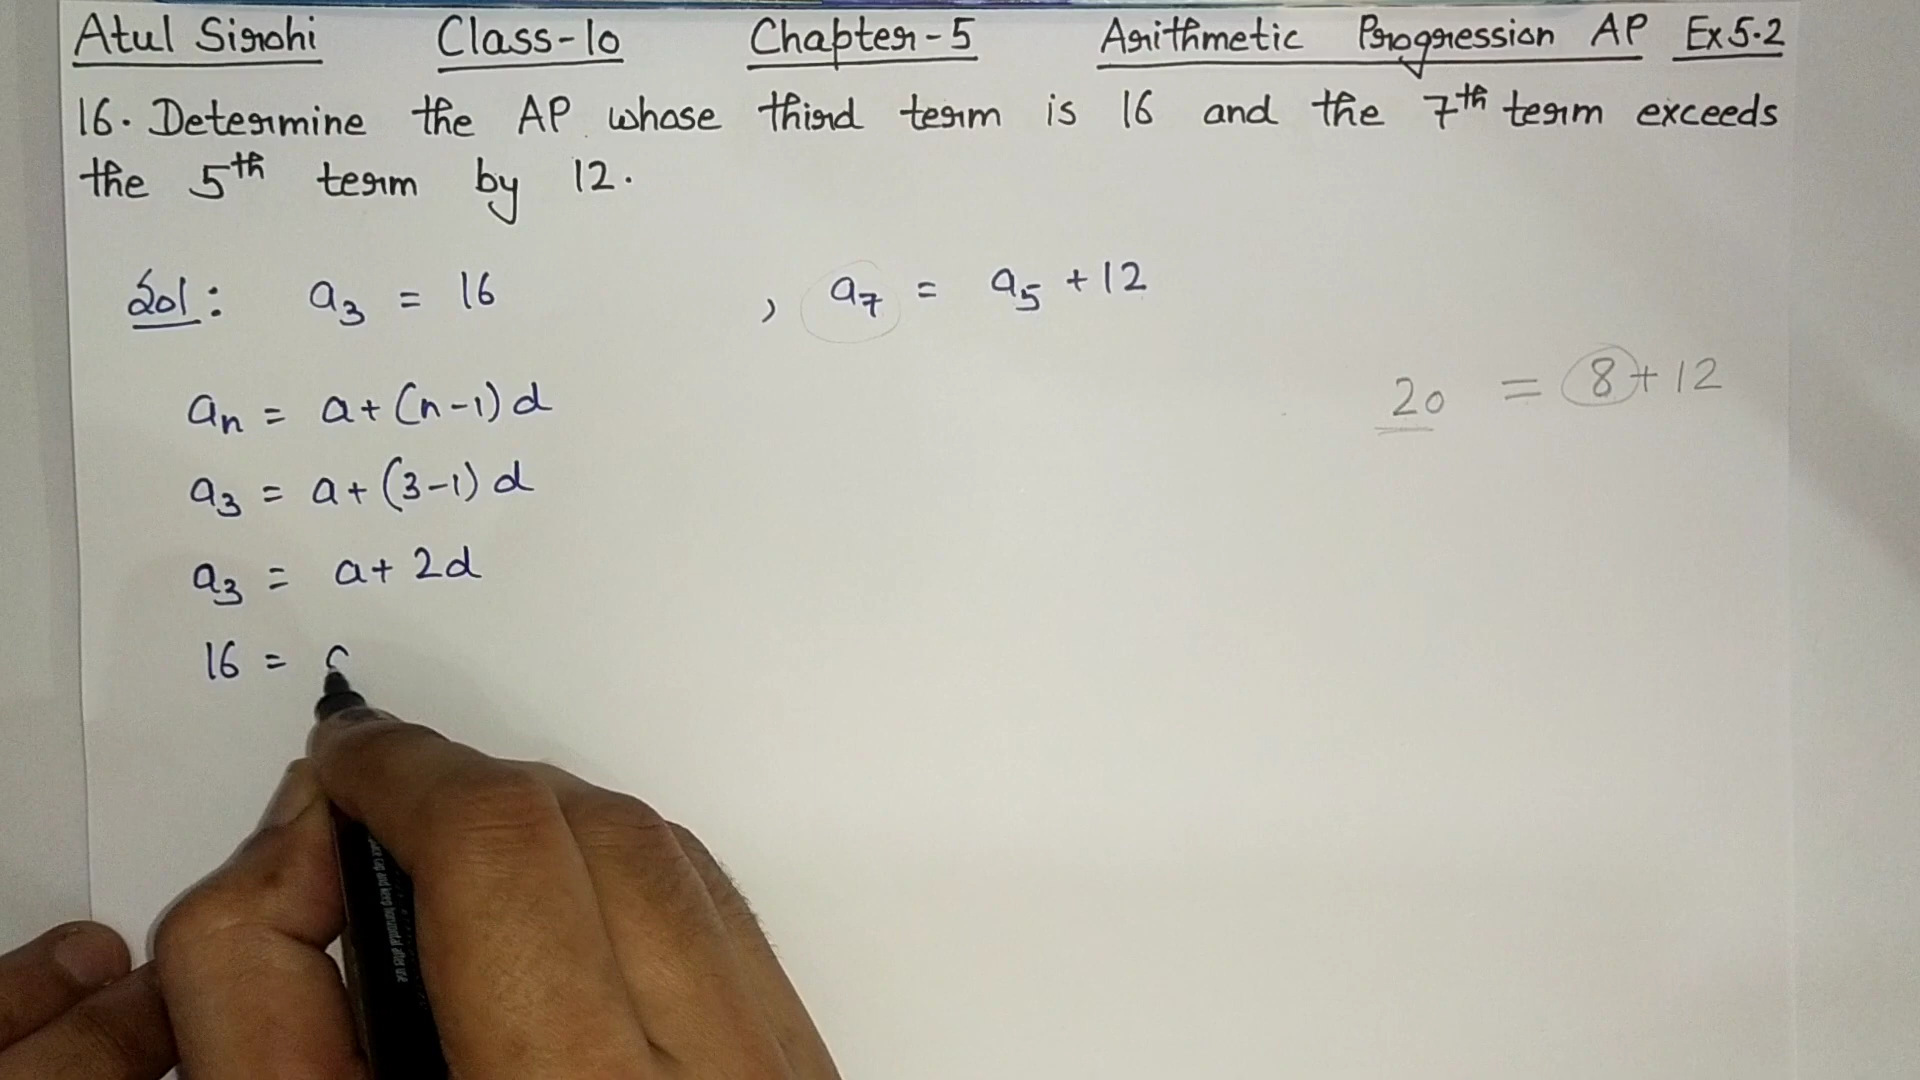 Atul Sirohi Class-10 Chapter-5 Arithmetic Progression AP Ex 5.2
16. Determine the AP whose third term is 16 and the 7th term exceeds
the 5th term by 12.
Sol: a3 = 16 , a7 = a5 + 12
20 = 8 + 12
an = a + (n-1) d
a3 = a + (3-1) d
a3 = a + 2d
16 =